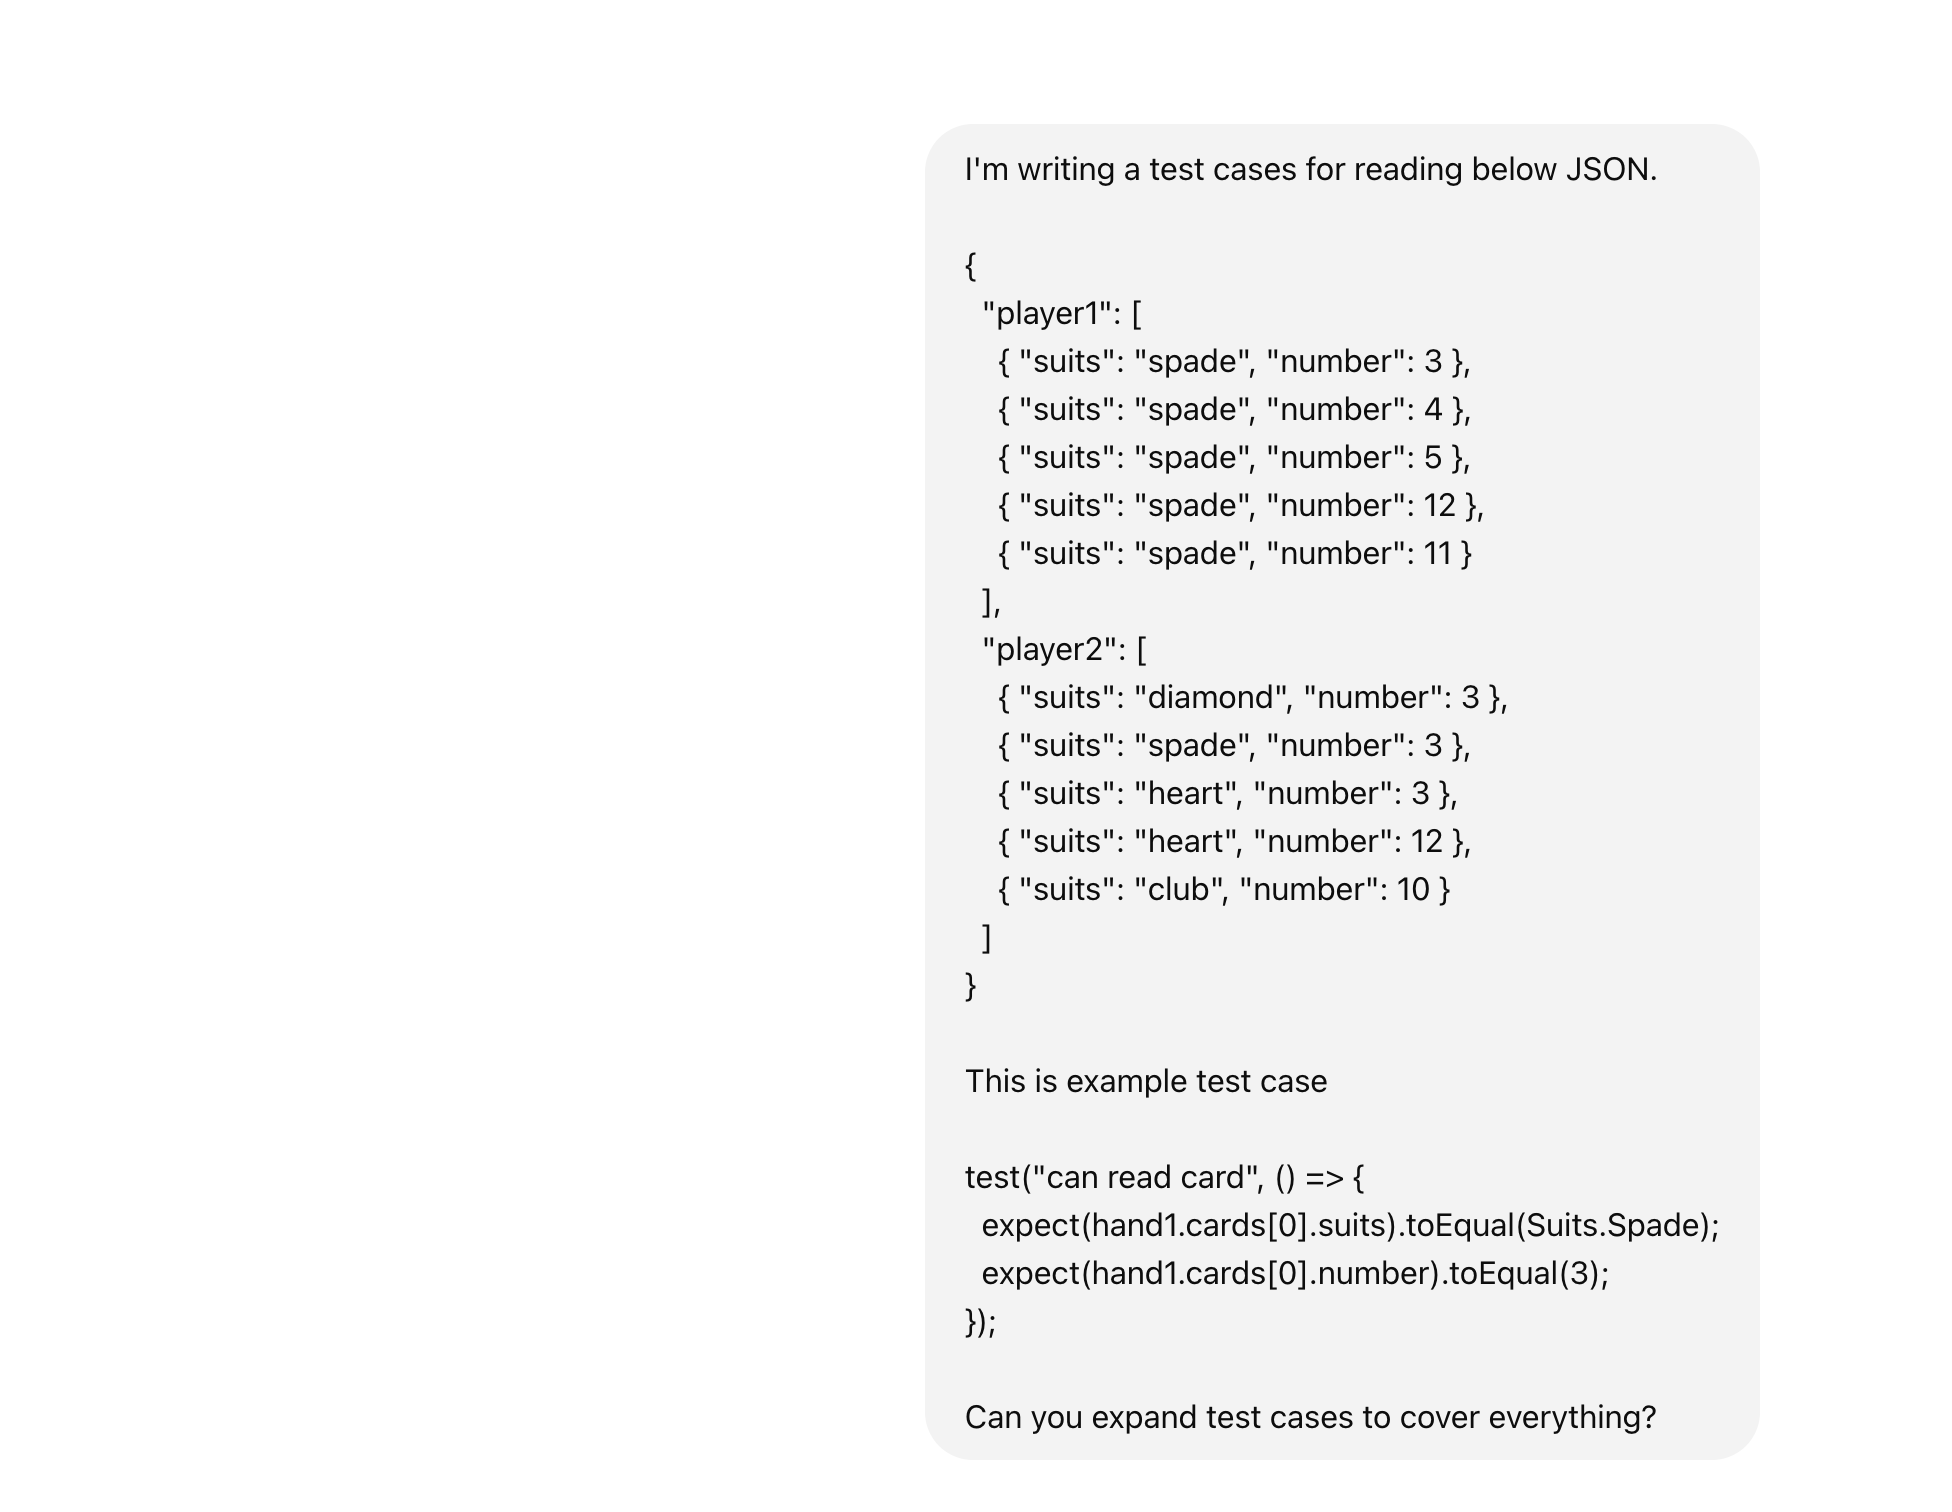 I'm writing a test cases for reading below JSON.
{
"player1": [
{ "suits": "spade", "number": 3 },
{ "suits": "spade", "number": 4 },
{ "suits": "spade", "number": 5 },
{ "suits": "spade", "number": 12 },
{ "suits": "spade", "number": 11 }
],
"player2": [
{ "suits": "diamond", "number": 3 },
{ "suits": "spade", "number": 3 },
{ "suits": "heart", "number": 3 },
{ "suits": "heart", "number": 12 },
{ "suits": "club", "number": 10 }
]
}
This is example test case
test("can read card", () => {
expect(hand1.cards[0].suits).toEqual(Suits.Spade);
expect(hand1.cards[0].number).toEqual(3);
});
Can you expand test cases to cover everything?